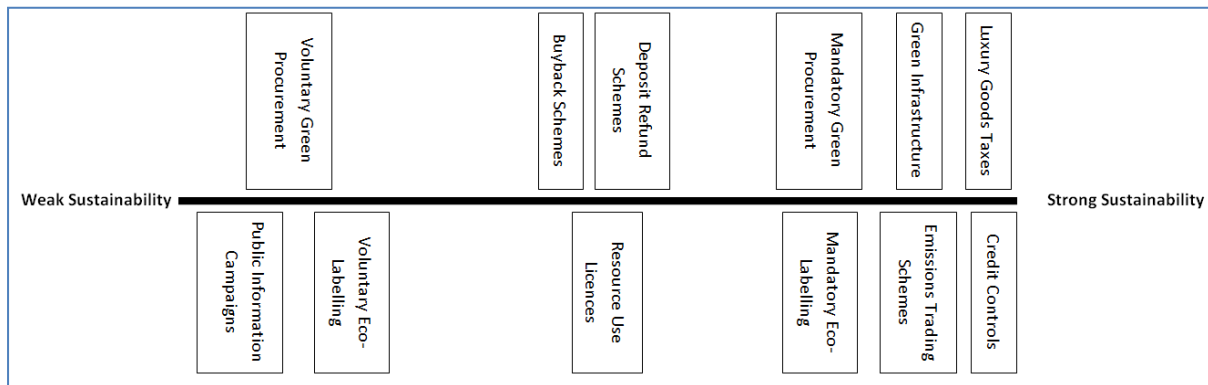 Voluntary Green
Procurement
Buyback Schemes
Deposit Refund
Schemes
Mandatory Green
Procurement
Green Infrastructure
Luxury Goods Taxes
Weak Sustainability
Strong Sustainability
Public Information
Campaigns
Voluntary Eco-
Labelling
Resource Use
Licences
Mandatory Eco-
Labelling
Emissions Trading
Schemes
Credit Controls